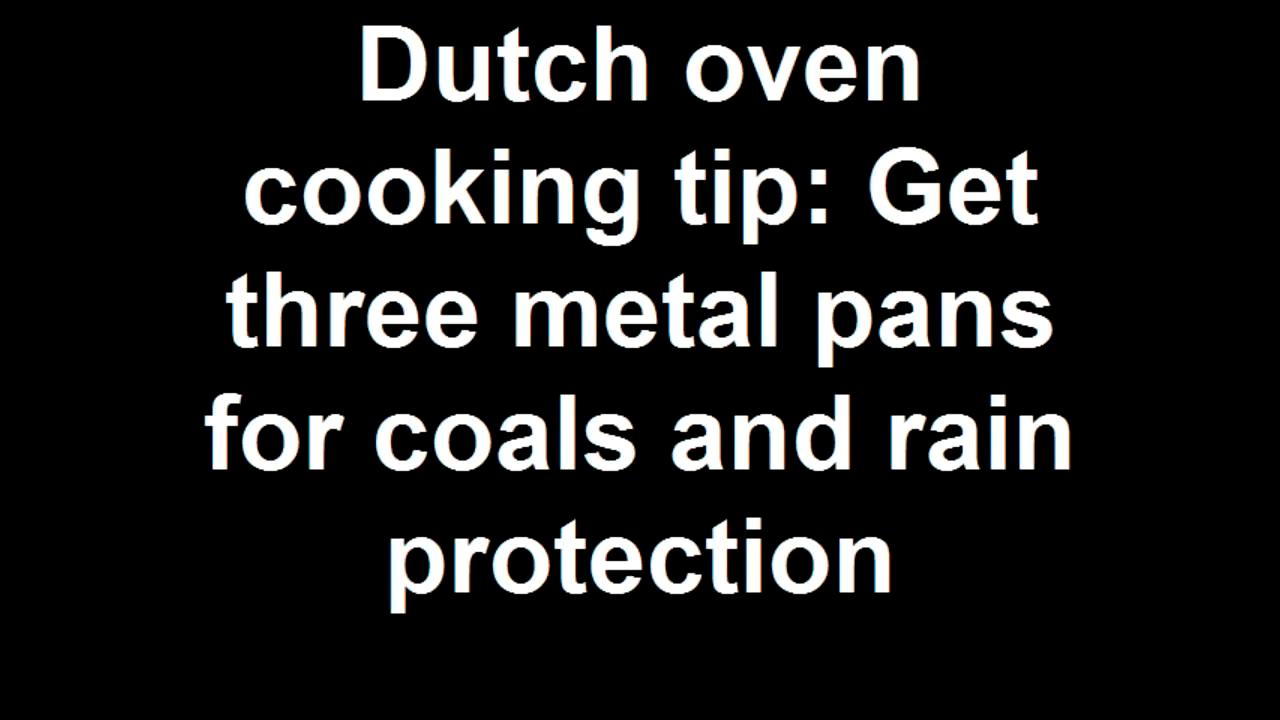 Dutch oven
cooking tip: Get
three metal pans
for coals and rain
protection